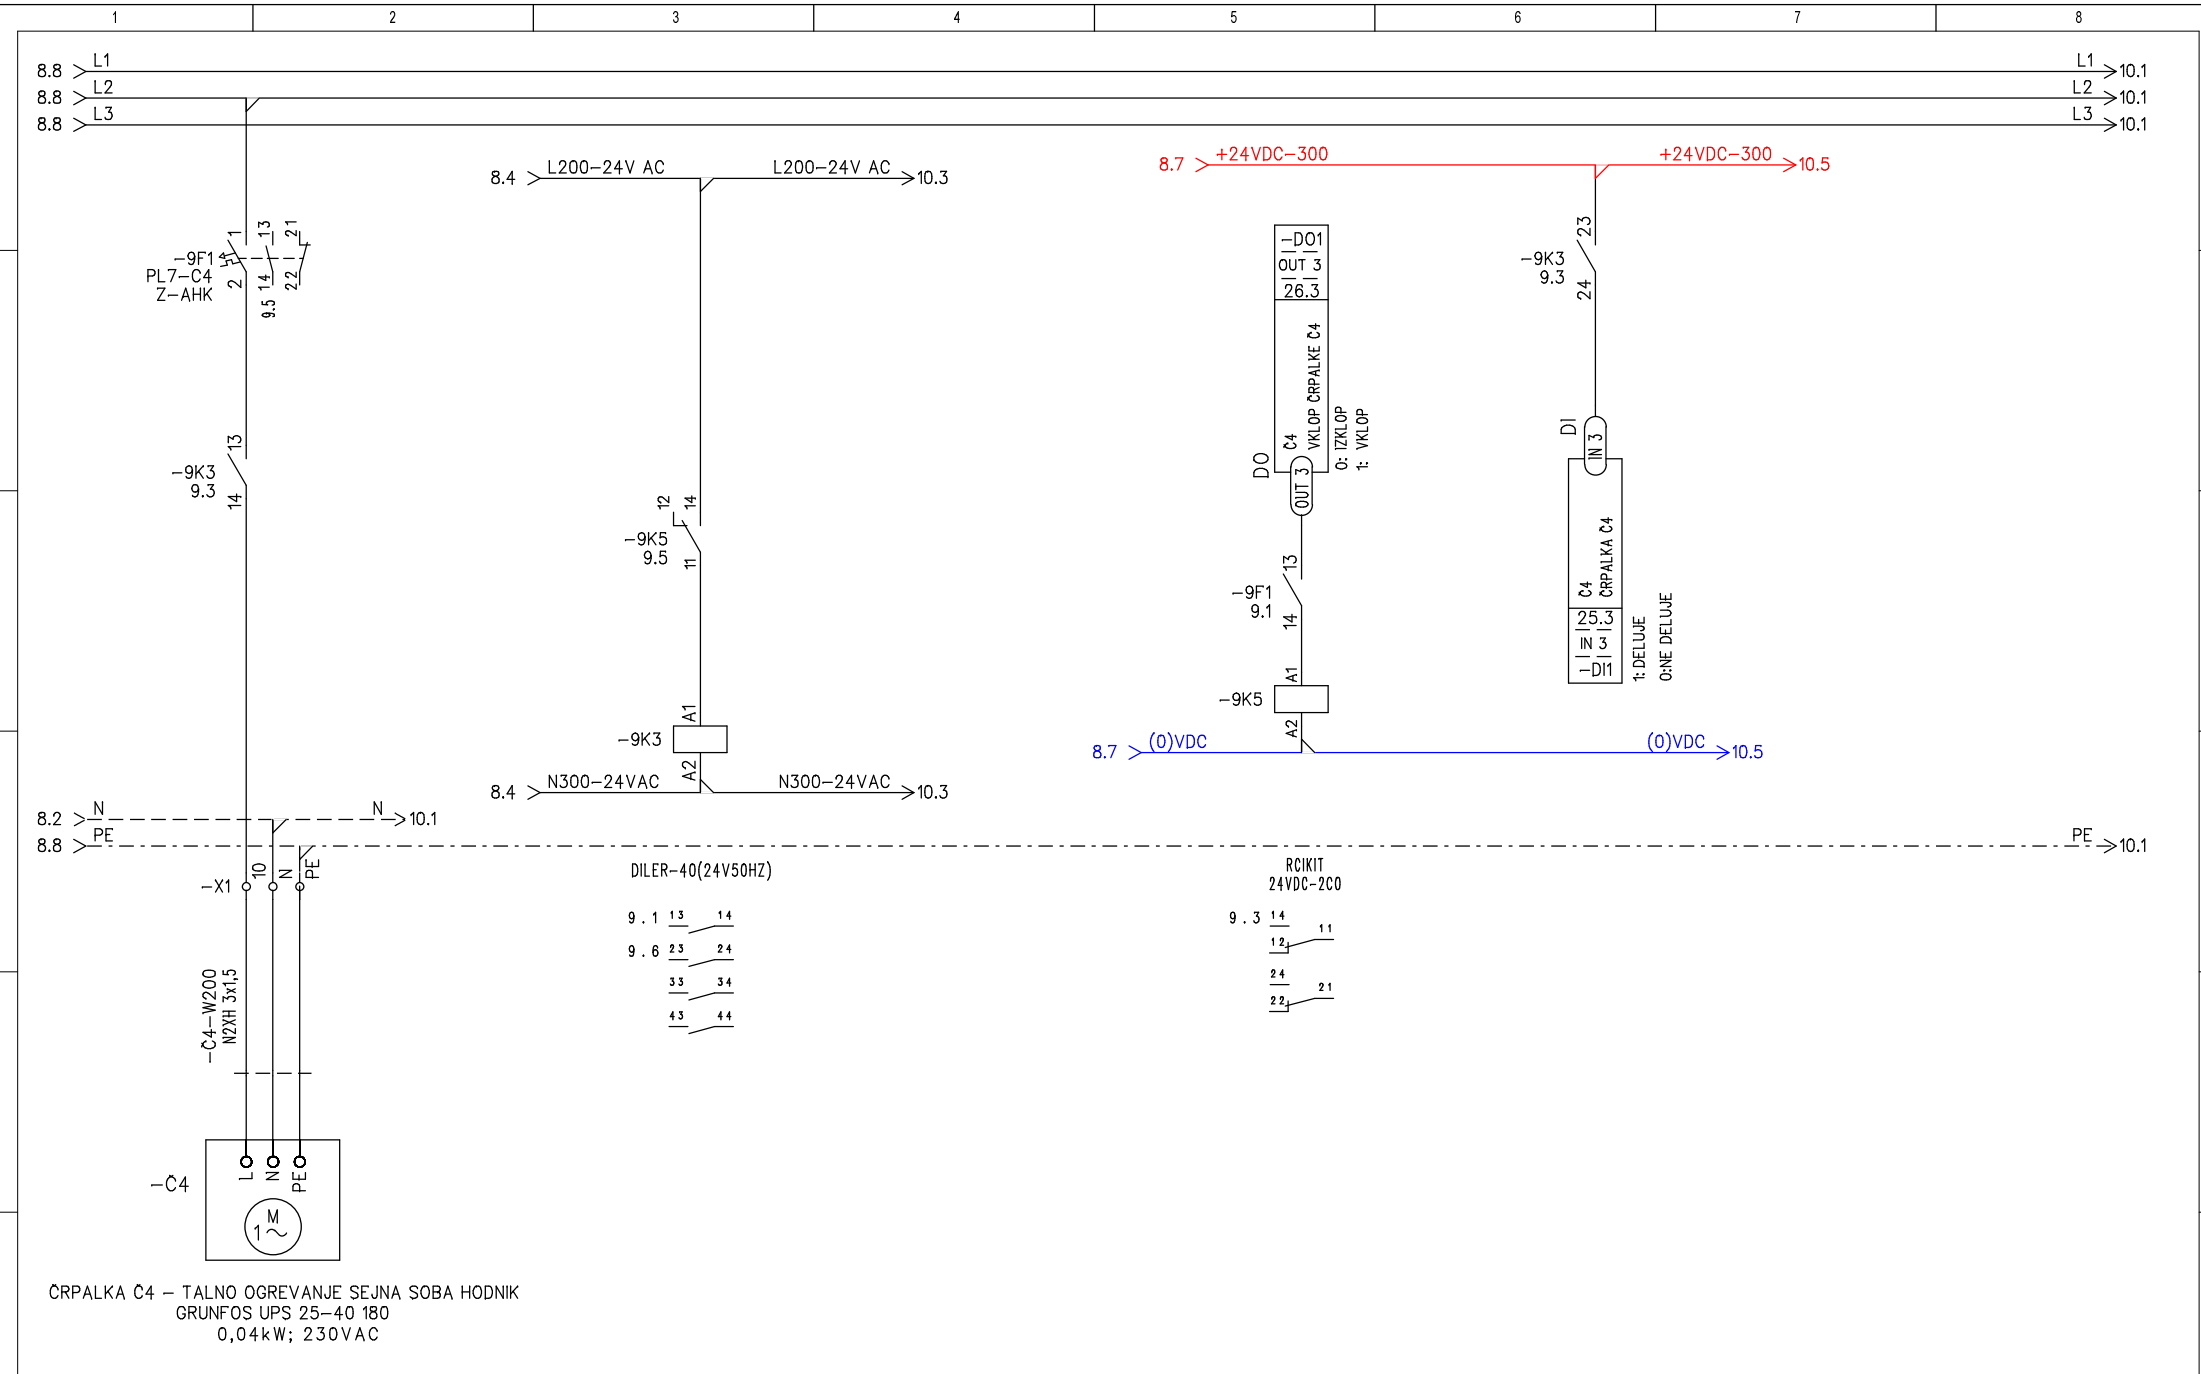 1 2 3 4 5 6 7 8
8.8 L1 L1 10.1
8.8 L2 L2 10.1
8.8 L3 L3 10.1
8.4 L200-24V AC L200-24V AC 10.3
8.7 +24VDC-300 +24VDC-300 10.5
-9F1
PL7-C4
Z-AHK
1
2
13
14
9.5
21
22
-9K3
9.3
13
14
-9K5
9.5
12
14
11
-9K3
A1
A2
8.4 N300-24VAC N300-24VAC 10.3
-DO1
OUT 3
26.3
Č4
VKLOP ČRPALKE Č4
0: IZKLOP
1: VKLOP
DO
OUT 3
-9F1
9.1
13
14
-9K5
A1
A2
8.7 (0)VDC (0)VDC 10.5
-9K3
9.3
23
24
DI
IN 3
Č4
ČRPALKA Č4
25.3
IN 3
-DI1
1: DELUJE
0:NE DELUJE
8.2 N N 10.1
8.8 PE PE 10.1
-X1 10 N PE
DILER-40(24V50HZ)
9.1 13 14
9.6 23 24
33 34
43 44
RCIKIT
24VDC-2CO
9.3 14
12 11
24
22 21
-Č4-W200
N2XH 3x1,5
-Č4
L N PE
M
1~
ČRPALKA Č4 - TALNO OGREVANJE SEJNA SOBA HODNIK
GRUNFOS UPS 25-40 180
0,04kW; 230VAC